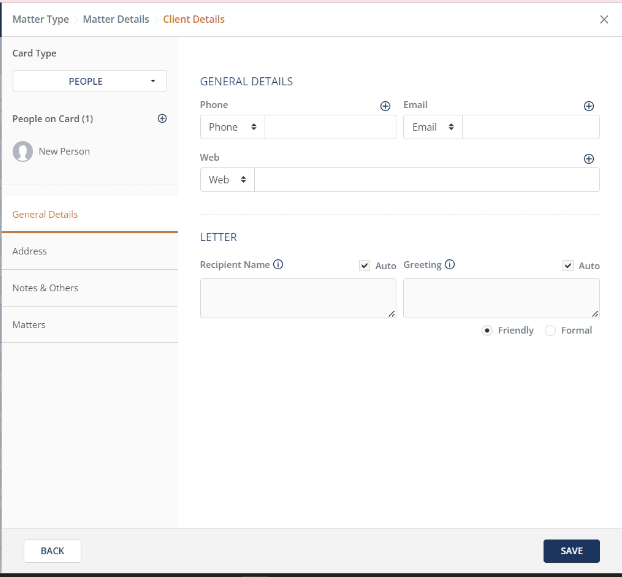 Matter Type Matter Details Client Details
Card Type
PEOPLE
People on Card (1)
New Person
General Details
Address
Notes & Others
Matters
GENERAL DETAILS
Phone Email
Phone Email
Web
Web
LETTER
Recipient Name Auto Greeting Auto
Friendly Formal
BACK SAVE